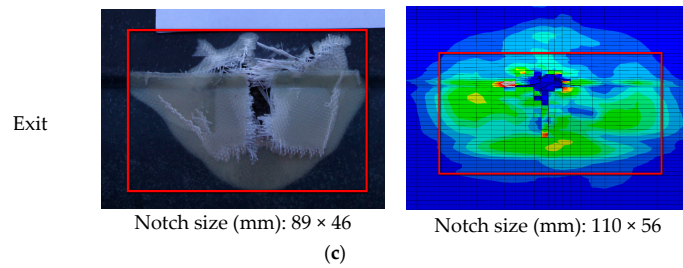 Exit
Notch size (mm): 89 × 46
Notch size (mm): 110 × 56
(c)